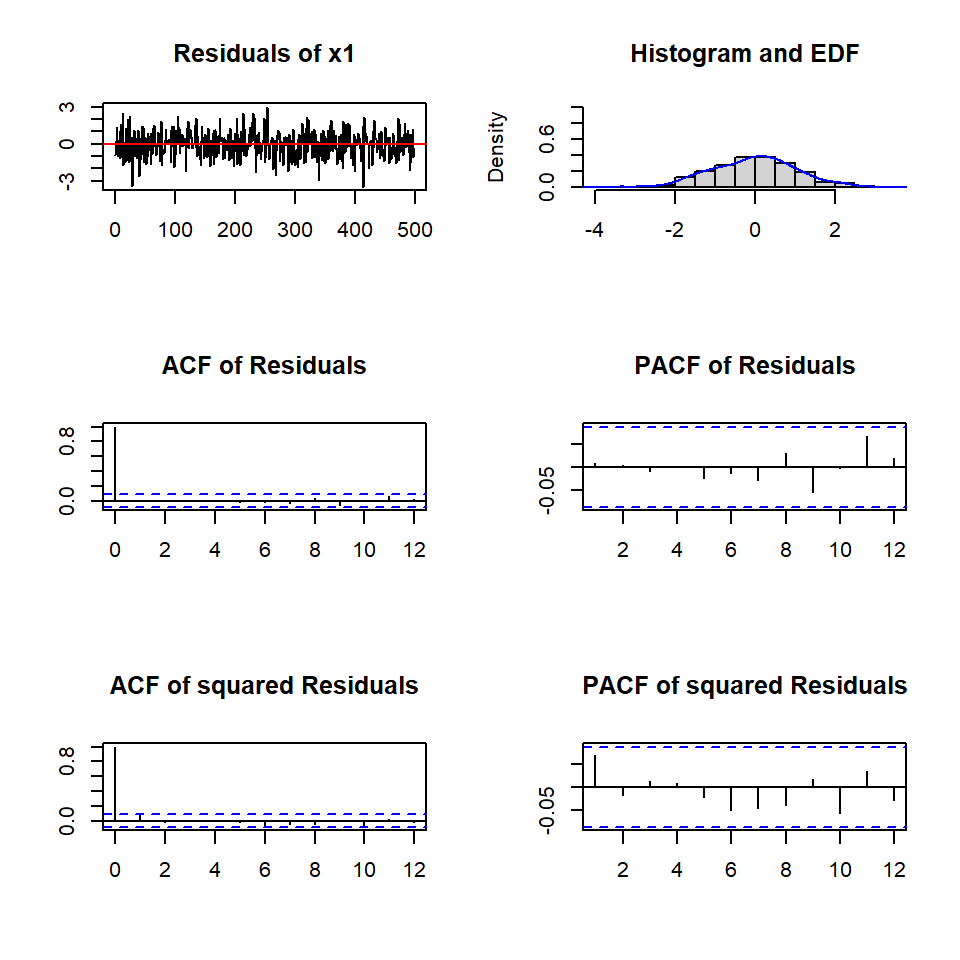 Residuals of x1
3
0
-3
0 100 200 300 400 500
Histogram and EDF
Density
0.6
0.0
-4 -2 0 2
ACF of Residuals
0.8
0.0
0 2 4 6 8 10 12
PACF of Residuals
-0.05
2 4 6 8 10 12
ACF of squared Residuals
0.8
0.0
0 2 4 6 8 10 12
PACF of squared Residuals
-0.05
2 4 6 8 10 12